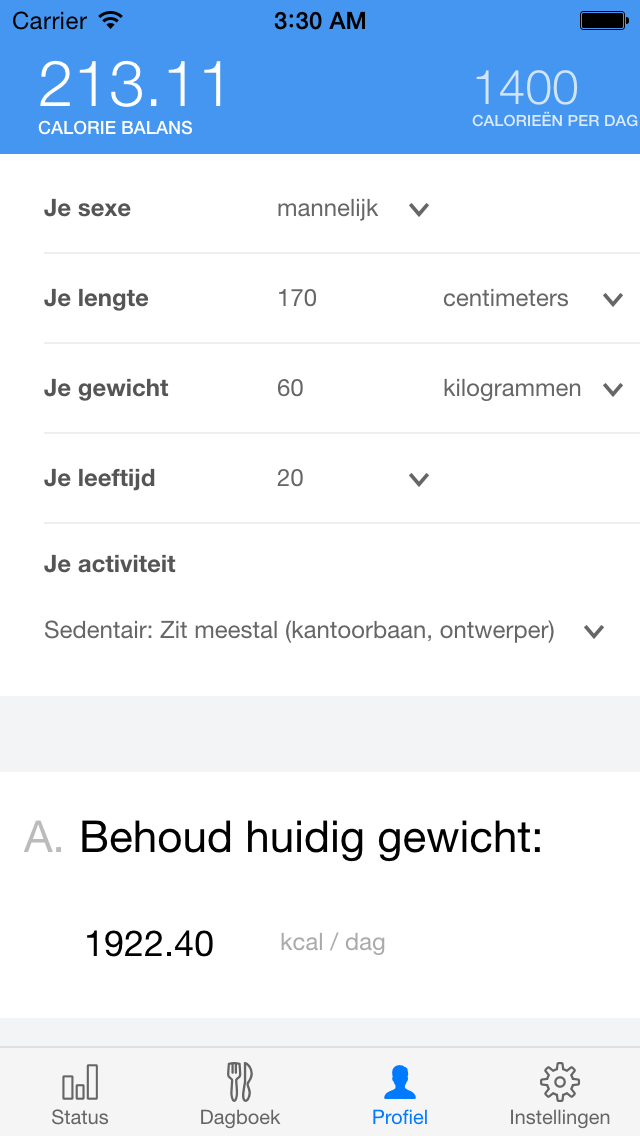 Carrier 3:30 AM
213.11 1400
CALORIE BALANS CALORIEËN PER DAG
Je sexe mannelijk
Je lengte 170 centimeters
Je gewicht 60 kilogrammen
Je leeftijd 20
Je activiteit
Sedentair: Zit meestal (kantoorbaan, ontwerper)
A. Behoud huidig gewicht:
1922.40 kcal / dag
Status Dagboek Profiel Instellingen